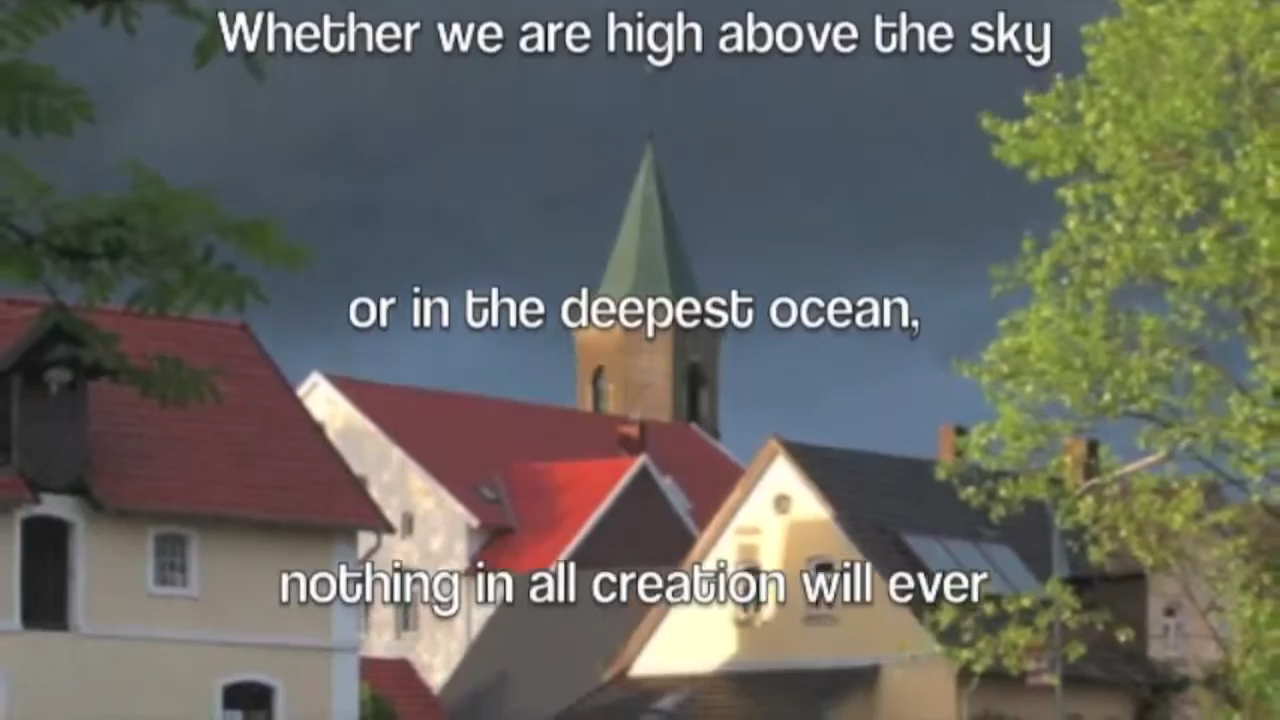 Whether we are high above the sky
or in the deepest ocean,
nothing in all creation will ever